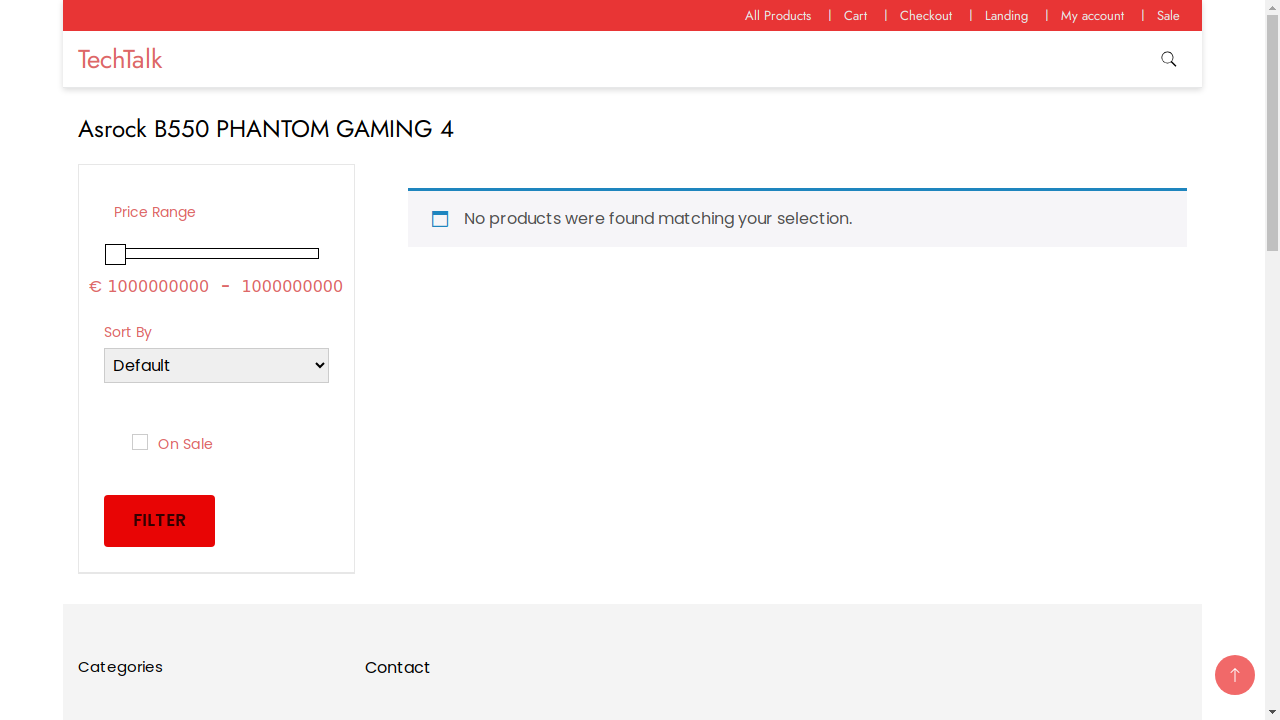 All Products | Cart | Checkout | Landing | My account | Sale
TechTalk
Asrock B550 PHANTOM GAMING 4
Price Range
€ 1000000000 - 1000000000
Sort By
Default
On Sale
FILTER
No products were found matching your selection.
Categories
Contact